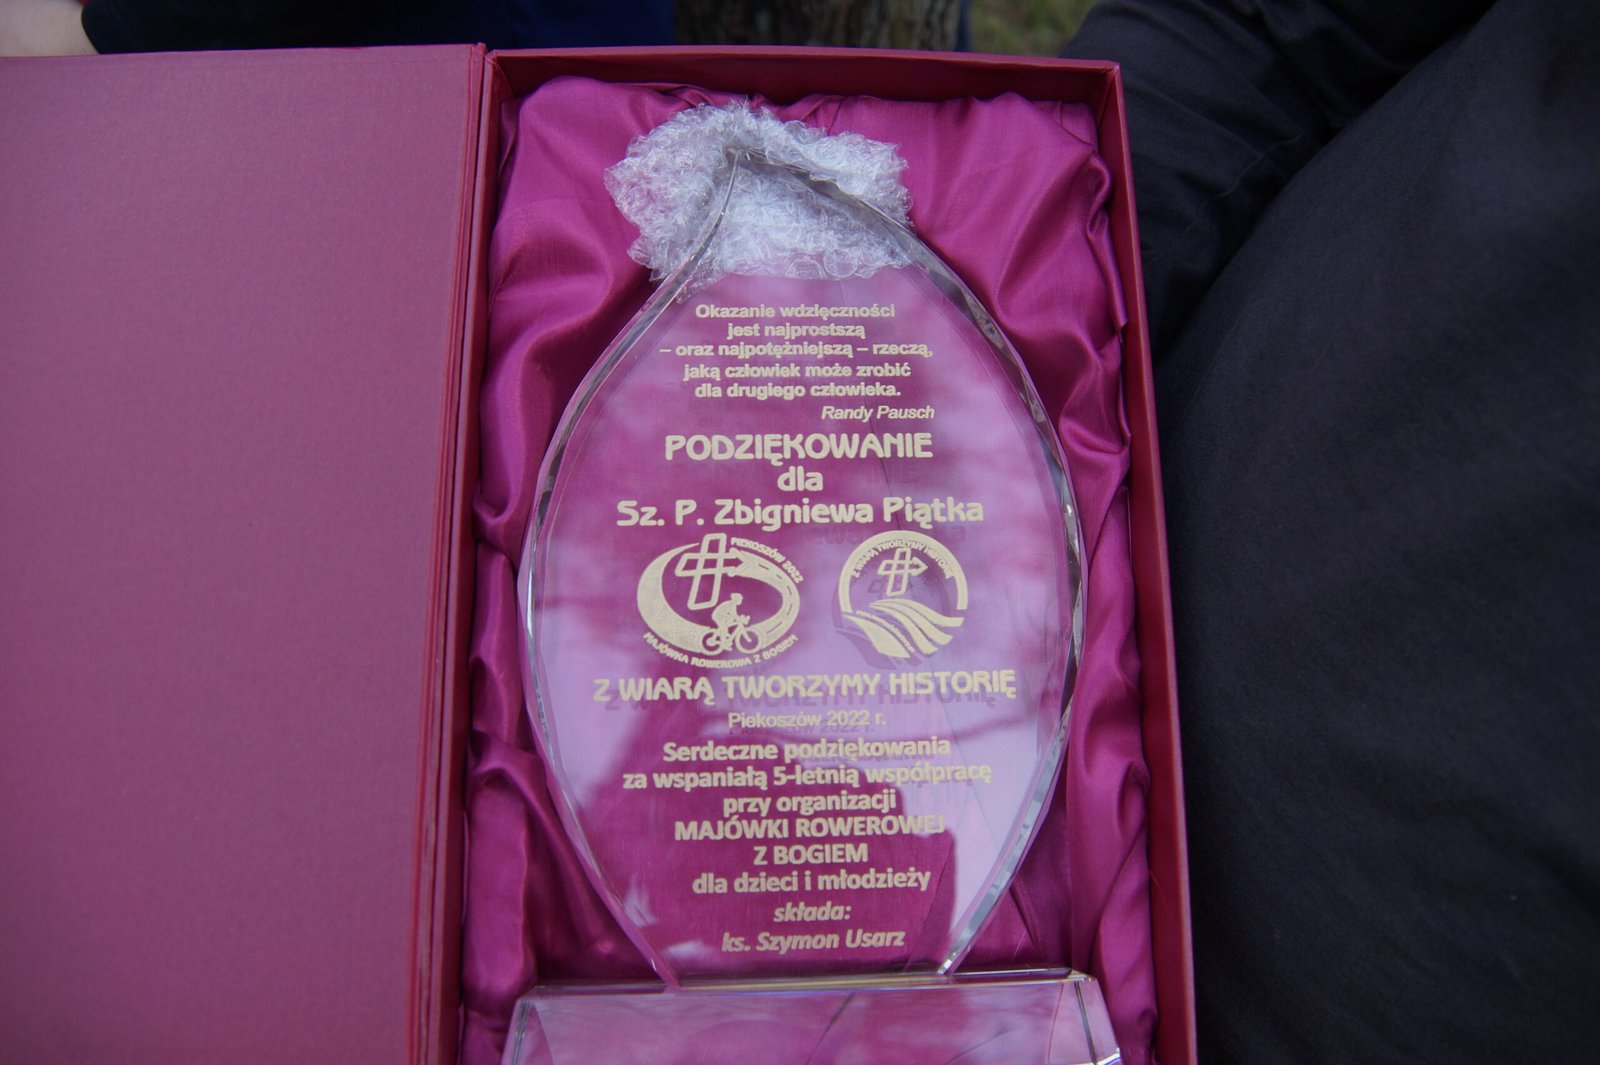 Okazanie wdzięczności
jest najprostszą
– oraz najpotężniejszą – rzeczą,
jaką człowiek może zrobić
dla drugiego człowieka.
Randy Pausch
PODZIĘKOWANIE
dla
Sz. P. Zbigniewa Piątka
PIEKOSZÓW 2022
MAJÓWKA ROWEROWA Z BOGIEM
Z WIARĄ TWORZYMY HISTORIĘ
Z WIARĄ TWORZYMY HISTORIĘ
Piekoszów 2022 r.
Serdeczne podziękowania
za wspaniałą 5-letnią współpracę
przy organizacji
MAJÓWKI ROWEROWEJ
Z BOGIEM
dla dzieci i młodzieży
składa:
ks. Szymon Usarz